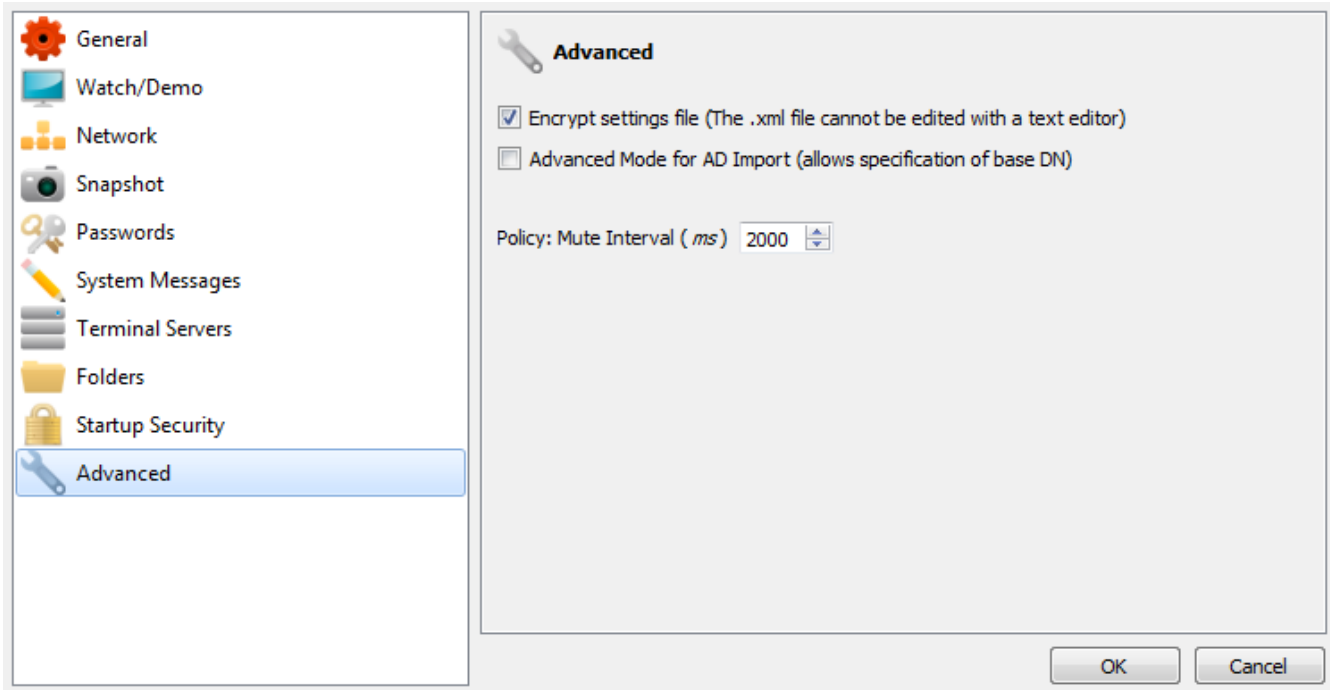 General
Watch/Demo
Network
Snapshot
Passwords
System Messages
Terminal Servers
Folders
Startup Security
Advanced
Advanced
Encrypt settings file (The .xml file cannot be edited with a text editor)
Advanced Mode for AD Import (allows specification of base DN)
Policy: Mute Interval ( ms ) 2000
OK
Cancel